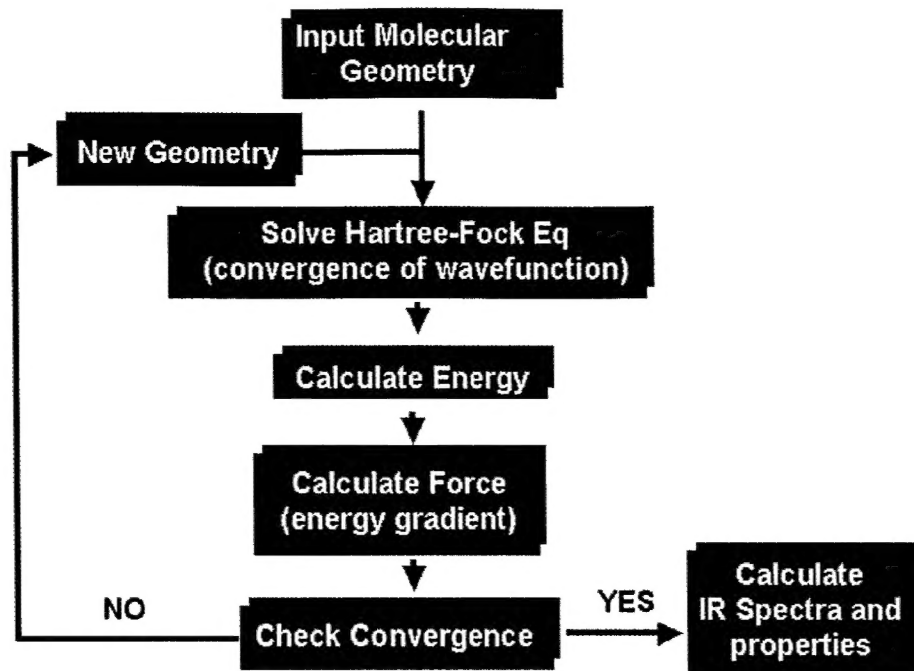 Input Molecular
Geometry
New Geometry
Solve Hartree-Fock Eq
(convergence of wavefunction)
Calculate Energy
Calculate Force
(energy gradient)
NO
Check Convergence
YES
Calculate
IR Spectra and
properties